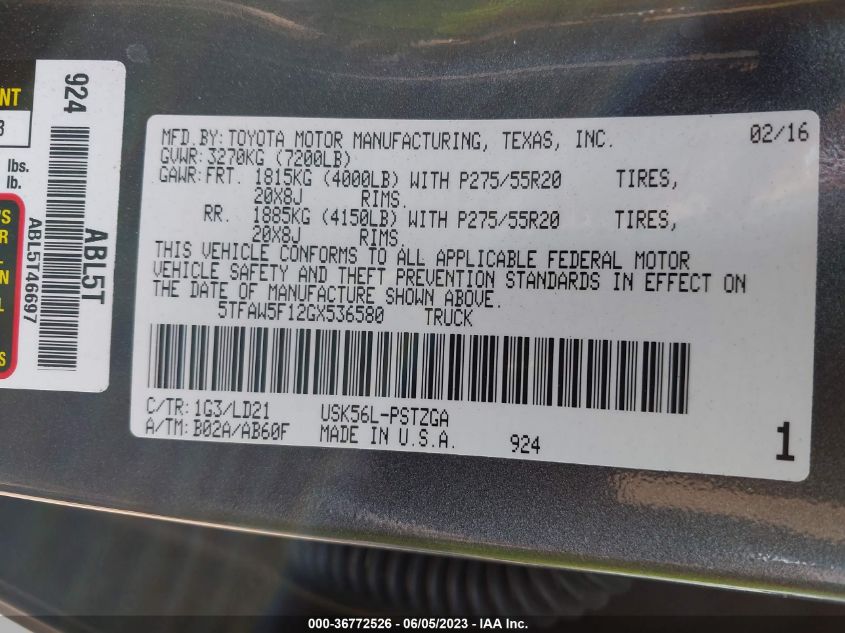 NT
3
lbs.
lb.
'S
R
L
N
L
S
924
ABL5T
ABL5T46697
MFD.BY: TOYOTA MOTOR MANUFACTURING, TEXAS, INC. 02/16
GVWR: 3270KG (7200LB)
GAWR: FRT. 1815KG (4000LB) WITH P275/55R20 TIRES,
20X8J RIMS.
RR. 1885KG (4150LB) WITH P275/55R20 TIRES,
20X8J RIMS.
THIS VEHICLE CONFORMS TO ALL APPLICABLE FEDERAL MOTOR
VEHICLE SAFETY AND THEFT PREVENTION STANDARDS IN EFFECT ON
THE DATE OF MANUFACTURE SHOWN ABOVE.
5TFAW5F12GX536580 TRUCK
C/TR: 1G3/LD21 USK56L-PSTZGA
A/TM: B02A/AB60F MADE IN U.S.A. 924 1
000-36772526 - 06/05/2023 - IAA Inc.